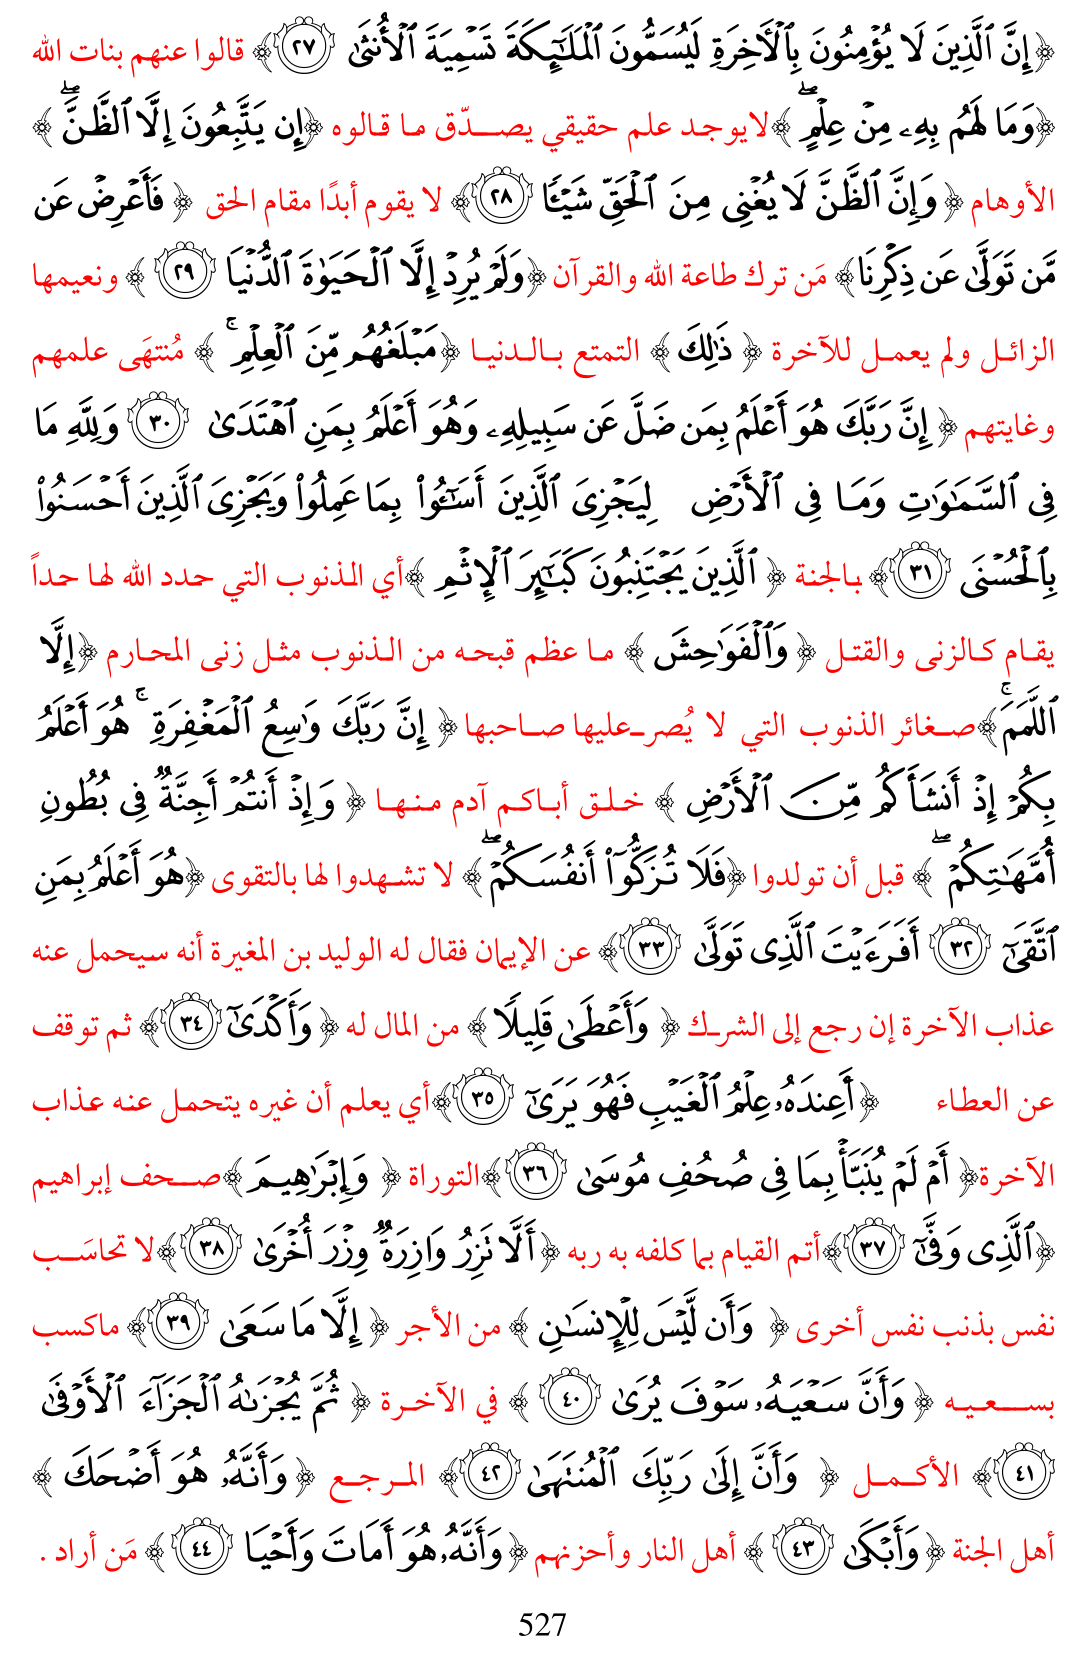 ﴿إِنَّ ٱلَّذِينَ لَا يُؤۡمِنُونَ بِٱلۡأٓخِرَةِ لَيُسَمُّونَ ٱلۡمَلَٰٓئِكَةَ تَسۡمِيَةَ ٱلۡأُنثَىٰ ٢٧﴾ قالوا عنهم بنات الله
﴿وَمَا لَهُم بِهِۦ مِنۡ عِلۡمٍۖ﴾ لايوجد علم حقيقي يصدّق ما قالوه ﴿إِن يَتَّبِعُونَ إِلَّا ٱلظَّنَّۖ﴾
الأوهام ﴿وَإِنَّ ٱلظَّنَّ لَا يُغۡنِي مِنَ ٱلۡحَقِّ شَيۡـٔٗا ٢٨﴾ لا يقوم أبدًا مقام الحق ﴿فَأَعۡرِضۡ عَن
مَّن تَوَلَّىٰ عَن ذِكۡرِنَا﴾ مَن ترك طاعة الله والقرآن ﴿وَلَمۡ يُرِدۡ إِلَّا ٱلۡحَيَوٰةَ ٱلدُّنۡيَا ٢٩﴾ ونعيمها
الزائل ولم يعمل للآخرة ﴿ذَٰلِكَ﴾ التمتع بالدنيا ﴿مَبۡلَغُهُم مِّنَ ٱلۡعِلۡمِۚ﴾ مُنتهَى علمهم
وغايتهم ﴿إِنَّ رَبَّكَ هُوَ أَعۡلَمُ بِمَن ضَلَّ عَن سَبِيلِهِۦ وَهُوَ أَعۡلَمُ بِمَنِ ٱهۡتَدَىٰ ٣٠ وَلِلَّهِ مَا
فِي ٱلسَّمَٰوَٰتِ وَمَا فِي ٱلۡأَرۡضِ لِيَجۡزِيَ ٱلَّذِينَ أَسَٰٓـُٔواْ بِمَا عَمِلُواْ وَيَجۡزِيَ ٱلَّذِينَ أَحۡسَنُواْ
بِٱلۡحُسۡنَى ٣١﴾ بالجنة ﴿ٱلَّذِينَ يَجۡتَنِبُونَ كَبَٰٓئِرَ ٱلۡإِثۡمِ﴾ أي الذنوب التي حدد الله لها حداً
يقام كالزنى والقتل ﴿وَٱلۡفَوَٰحِشَ﴾ ما عظم قبحه من الذنوب مثل زنى المحارم ﴿إِلَّا
ٱللَّمَمَۚ﴾ صغائر الذنوب التي لا يُصر عليها صاحبها ﴿إِنَّ رَبَّكَ وَٰسِعُ ٱلۡمَغۡفِرَةِۚ هُوَ أَعۡلَمُ
بِكُمۡ إِذۡ أَنشَأَكُم مِّنَ ٱلۡأَرۡضِ﴾ خلق أباكم آدم منها ﴿وَإِذۡ أَنتُمۡ أَجِنَّةٞ فِي بُطُونِ
أُمَّهَٰتِكُمۡۖ﴾ قبل أن تولدوا ﴿فَلَا تُزَكُّوٓاْ أَنفُسَكُمۡۖ﴾ لا تشهدوا لها بالتقوى ﴿هُوَ أَعۡلَمُ بِمَنِ
ٱتَّقَىٰٓ ٣٢ أَفَرَءَيۡتَ ٱلَّذِي تَوَلَّىٰ ٣٣﴾ عن الإيمان فقال له الوليد بن المغيرة أنه سيحمل عنه
عذاب الآخرة إن رجع إلى الشرك ﴿وَأَعۡطَىٰ قَلِيلٗا﴾ من المال له ﴿وَأَكۡدَىٰٓ ٣٤﴾ ثم توقف
عن العطاء ﴿أَعِندَهُۥ عِلۡمُ ٱلۡغَيۡبِ فَهُوَ يَرَىٰٓ ٣٥﴾ أي يعلم أن غيره يتحمل عنه عذاب
الآخرة ﴿أَمۡ لَمۡ يُنَبَّأۡ بِمَا فِي صُحُفِ مُوسَىٰ ٣٦﴾ التوراة ﴿وَإِبۡرَٰهِيمَ﴾ صحف إبراهيم
﴿ٱلَّذِي وَفَّىٰٓ ٣٧﴾ أتم القيام بما كلفه به ربه ﴿أَلَّا تَزِرُ وَازِرَةٞ وِزۡرَ أُخۡرَىٰ ٣٨﴾ لا تحاسَب
نفس بذنب نفس أخرى ﴿وَأَن لَّيۡسَ لِلۡإِنسَٰنِ﴾ من الأجر ﴿إِلَّا مَا سَعَىٰ ٣٩﴾ ماكسب
بسعيه ﴿وَأَنَّ سَعۡيَهُۥ سَوۡفَ يُرَىٰ ٤٠﴾ في الآخرة ﴿ثُمَّ يُجۡزَىٰهُ ٱلۡجَزَآءَ ٱلۡأَوۡفَىٰ
٤١﴾ الأكمل ﴿وَأَنَّ إِلَىٰ رَبِّكَ ٱلۡمُنتَهَىٰ ٤٢﴾ المرجع ﴿وَأَنَّهُۥ هُوَ أَضۡحَكَ﴾
أهل الجنة ﴿وَأَبۡكَىٰ ٤٣﴾ أهل النار وأحزنهم ﴿وَأَنَّهُۥ هُوَ أَمَاتَ وَأَحۡيَا ٤٤﴾ مَن أراد .
527